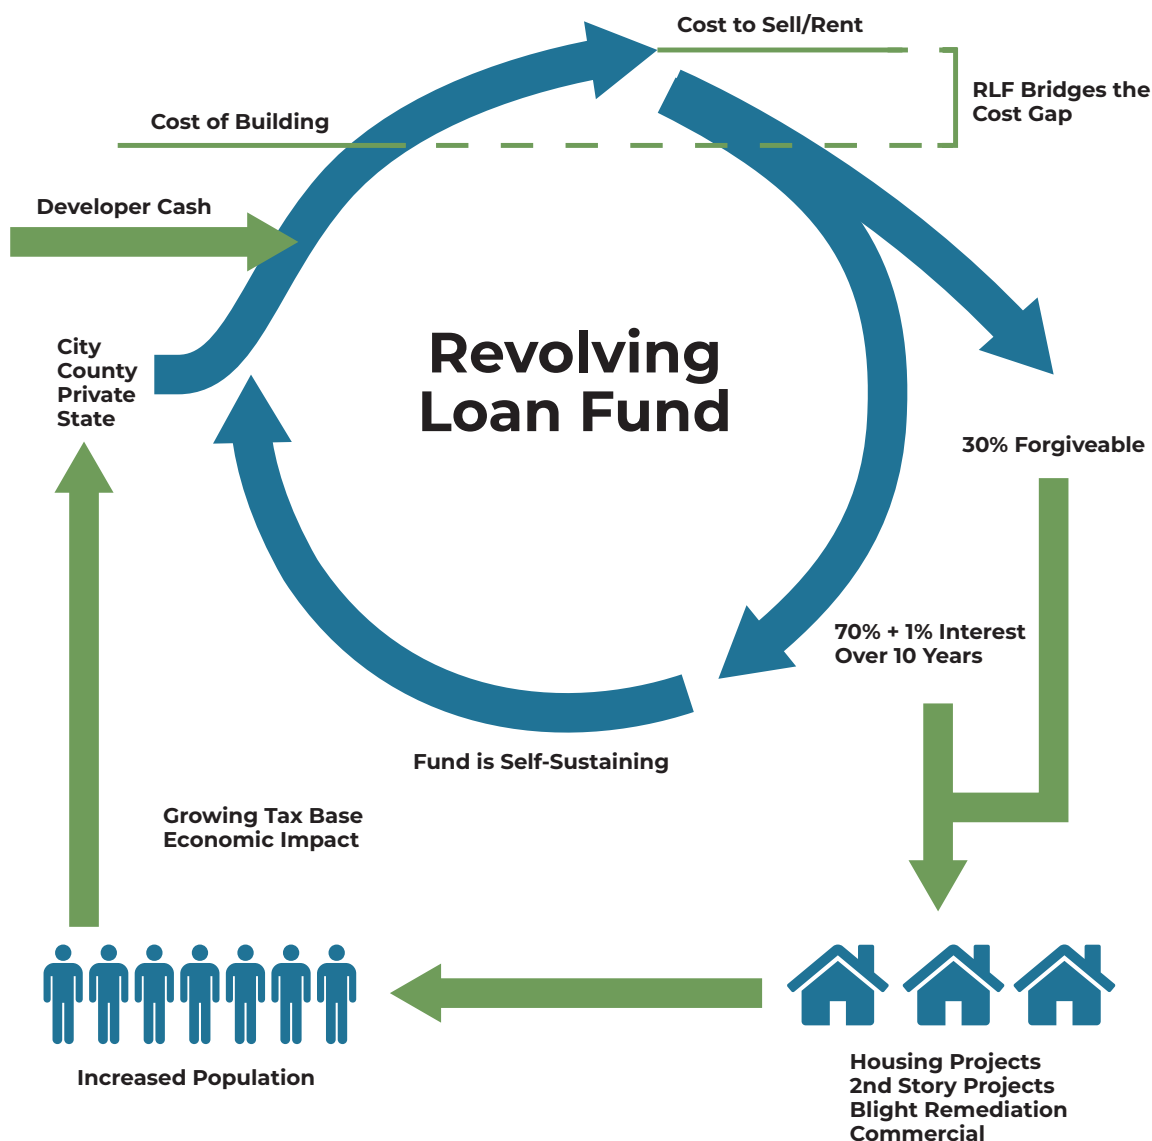 Cost to Sell/Rent
RLF Bridges the
Cost Gap
Cost of Building
Developer Cash
City
County
Private
State
Revolving
Loan Fund
30% Forgiveable
70% + 1% Interest
Over 10 Years
Fund is Self-Sustaining
Growing Tax Base
Economic Impact
Increased Population
Housing Projects
2nd Story Projects
Blight Remediation
Commercial